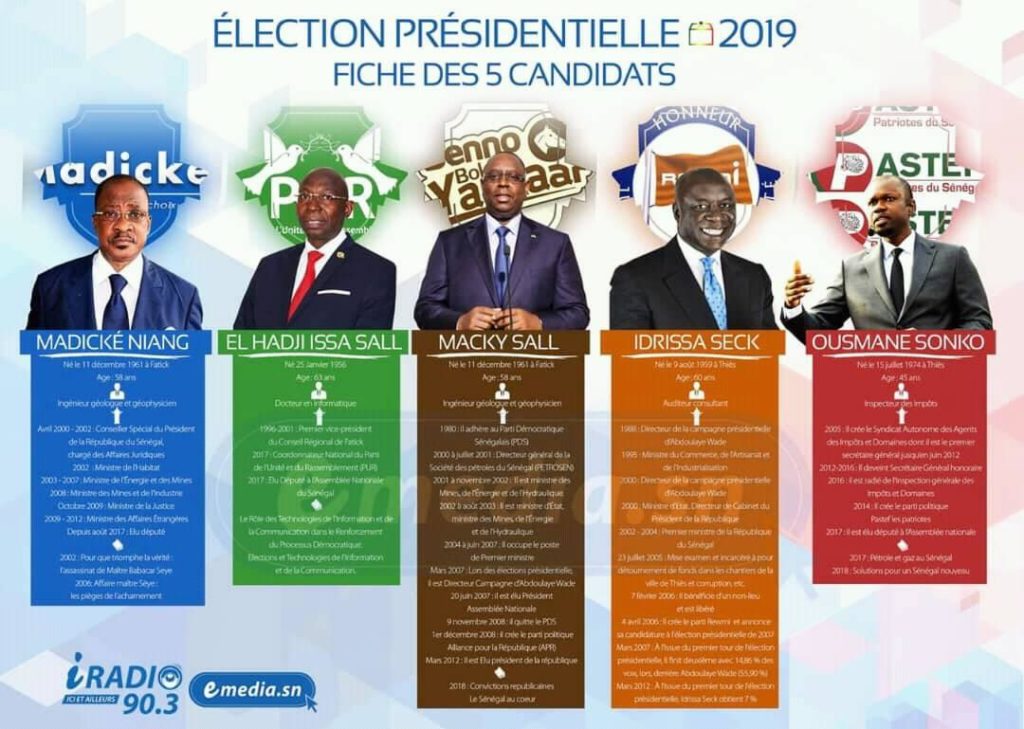 ÉLECTION PRÉSIDENTIELLE 2019
FICHE DES 5 CANDIDATS
Madické
choix
PUR
L'Unité
Benno
Bokk
Yakaar
HONNEUR
Rewmi
Patriotes du Sé
PASTEF
es du Sénég
PASTEF
MADICKÉ NIANG
Né le 11 décembre 1961 à Fatick
Age : 58 ans
Ingénieur géologue et géophysicien
Avril 2000 - 2002 : Conseiller Spécial du Président
de la République du Sénégal,
chargé des Affaires Juridiques
2002 : Ministre de l'Habitat
2003 - 2007 : Ministre de l'Énergie et des Mines
2008 : Ministre des Mines et de l'Industrie
Octobre 2009 : Ministre de la Justice
2009 - 2012 : Ministre des Affaires Étrangères
Depuis août 2017 : Elu député
2002: Pour que triomphe la vérité :
l'assassinat de Maître Babacar Seye
2006: Affaire maître Sèye :
les pièges de l'acharnement
EL HADJI ISSA SALL
Né 25 Janvier 1956
Age : 63 ans
Docteur en informatique
1996-2001 : Premier vice-président
du Conseil Régional de Fatick
2017 : Coordonnateur National du Parti
de l'Unité et du Rassemblement (PUR)
2017 : Elu Député à l'Assemblée Nationale
du Sénégal
Le Rôle des Technologies de l'Information et de
la Communication dans le Renforcement
du Processus Démocratique.
Elections et Technologies de l'Information
et de la Communication.
MACKY SALL
Né le 11 décembre 1961 à Fatick
Age : 58 ans
Ingénieur géologue et géophysicien
1980 : Il adhère au Parti Démocratique
Sénégalais (PDS)
2000 à juillet 2001 : Directeur général de la
Société des pétroles du Sénégal (PETROSEN)
2001 à novembre 2002 : Il est ministre des
Mines, de l'Énergie et de l'Hydraulique
2002 à août 2003 : Il est ministre d'État,
ministre des Mines, de l'Énergie
et de l'Hydraulique
2004 à juin 2007 : Il occupe le poste
de Premier ministre
Mars 2007 : Lors des élections présidentielles,
il est Directeur Campagne d'Abdoulaye Wade
20 juin 2007 : il est élu Président
Assemblée Nationale
9 novembre 2008 : il quitte le PDS
1er décembre 2008 : il crée le parti politique
Alliance pour la République (APR)
Mars 2012 : Il est Elu président de la république
2018 : Convictions republicaines
Le Sénégal au coeur
IDRISSA SECK
Né le 9 août 1959 à Thiès
Age : 60 ans
Auditeur consultant
1988 : Directeur de la campagne présidentielle
d'Abdoulaye Wade
1995 : Ministre du Commerce, de l'Artisanat et
de l'Industrialisation
2000 : Directeur de la campagne présidentielle
d'Abdoulaye Wade
2000 : Ministre d'Etat, Directeur de Cabinet du
Président de la République
2002 - 2004 : Premier ministre de la République
du Sénégal
23 juillet 2005 : Mise examen et incarcéré à pour
détournement de fonds dans les chantiers de la
ville de Thiès et corruption, etc.
7 février 2006 : Il bénéficie d'un non-lieu
et est libéré
4 avril 2006 : Il crée le parti Rewmi et annonce
sa candidature à l'élection présidentielle de 2007
Mars 2007 : À l'issue du premier tour de l'élection
présidentielle, il finit deuxième avec 14,86 % des
voix, lors, derrière Abdoulaye Wade (55,90 %)
Mars 2012 : À l'issue du premier tour de l'élection
présidentielle, Idrissa Seck obtient 7 %
OUSMANE SONKO
Né le 15 juillet 1974 à Thiès
Age : 45 ans
Inspecteur des Impôts
2005 : Il crée le Syndicat Autonome des Agents
des Impôts et Domaines dont il est le premier
secrétaire général jusqu'en juin 2012
2012-2016 : Il devient Secrétaire Général honoraire
2016 : il est radié de l'Inspection générale des
Impôts et Domaines
2014 : Il crée le parti politique
Pastef les patriotes
2017 : il est élu député à l'Assemblée nationale
2017 : Pétrole et gaz au Sénégal
2018 : Solutions pour un Sénégal nouveau
emedia.sn
iRADIO
ICI ET AILLEURS
90.3
emedia.sn